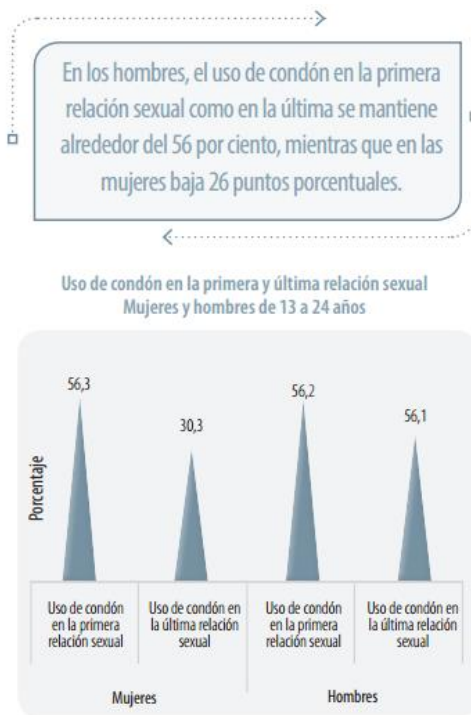 En los hombres, el uso de condón en la primera
relación sexual como en la última se mantiene
alrededor del 56 por ciento, mientras que en las
mujeres baja 26 puntos porcentuales.
Uso de condón en la primera y última relación sexual
Mujeres y hombres de 13 a 24 años
Porcentaje
56,3
30,3
56,2
56,1
Uso de condón
en la primera
relación sexual
Uso de condón en
la última relación
sexual
Uso de condón
en la primera
relación sexual
Uso de condón en
la última relación
sexual
Mujeres
Hombres